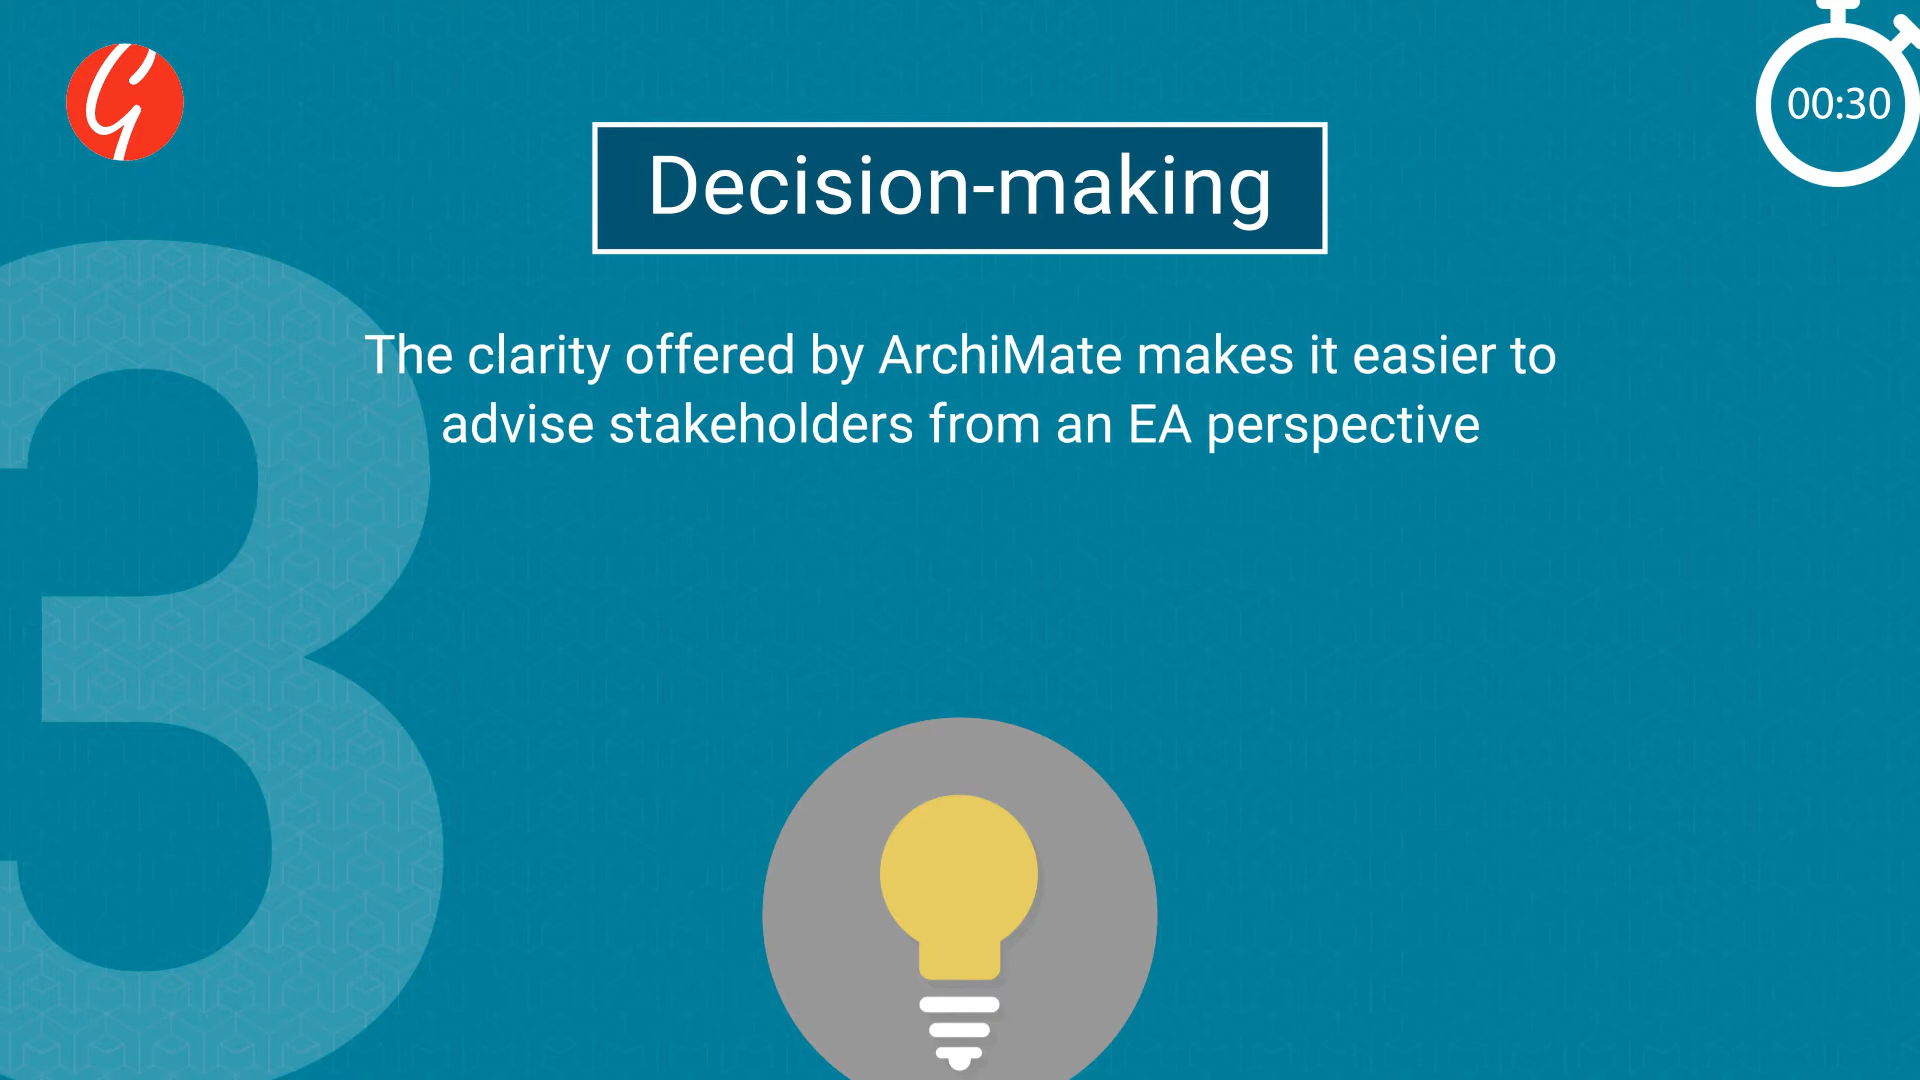 G
00:30
Decision-making
3
The clarity offered by ArchiMate makes it easier to
advise stakeholders from an EA perspective